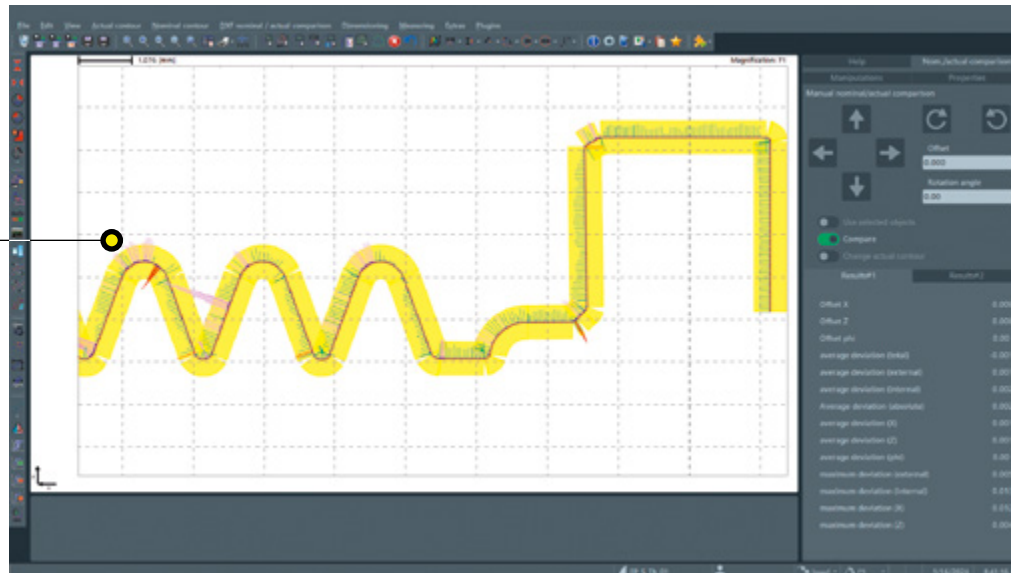 File Edit View Actual contour Nominal contour DXF nominal / actual comparison Dimensioning Measuring Extras Plugins
1.076 (mm)
Magnification: 71
Help Nom./actual comparison
Manipulations Properties
Manual nominal/actual comparison
Offset
0.000
Rotation angle
0.00
Use selected objects
Compare
Change actual contour
Results#1 Results#2
Offset X
Offset Z
Offset phi
average deviation (total)
average deviation (external)
average deviation (internal)
Average deviation (absolute)
average deviation (X)
average deviation (Z)
average deviation (phi)
maximum deviation (external)
maximum deviation (internal)
maximum deviation (X)
maximum deviation (Z)